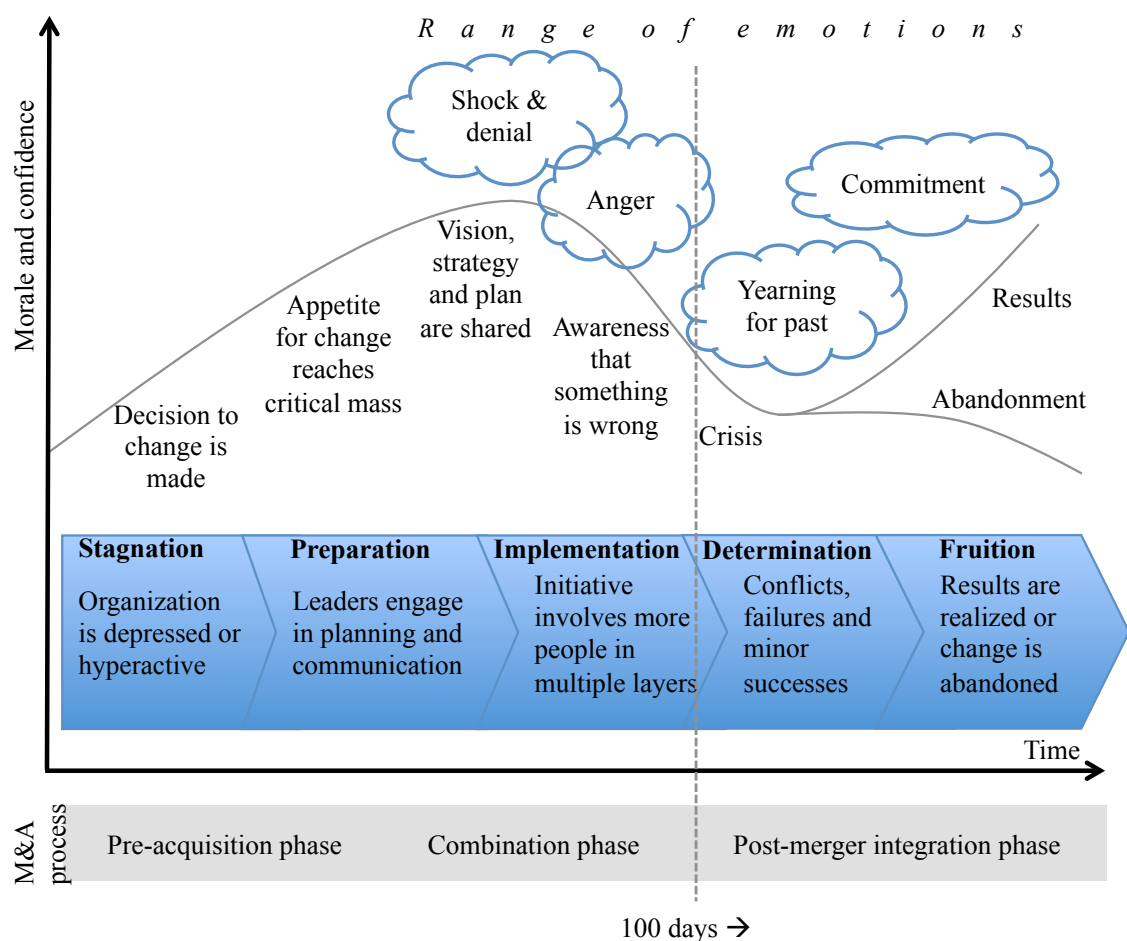 Range of emotions
Shock &
denial
Anger
Commitment
Yearning
for past
Morale and confidence
Vision,
strategy
and plan
are shared
Appetite
for change
reaches
critical mass
Decision to
change is
made
Awareness
that
something
is wrong
Crisis
Results
Abandonment
Stagnation
Organization
is depressed or
hyperactive
Preparation
Leaders engage
in planning and
communication
Implementation
Initiative
involves more
people in
multiple layers
Determination
Conflicts,
failures and
minor
successes
Fruition
Results are
realized or
change is
abandoned
Time
M&A
process
Pre-acquisition phase
Combination phase
Post-merger integration phase
100 days →